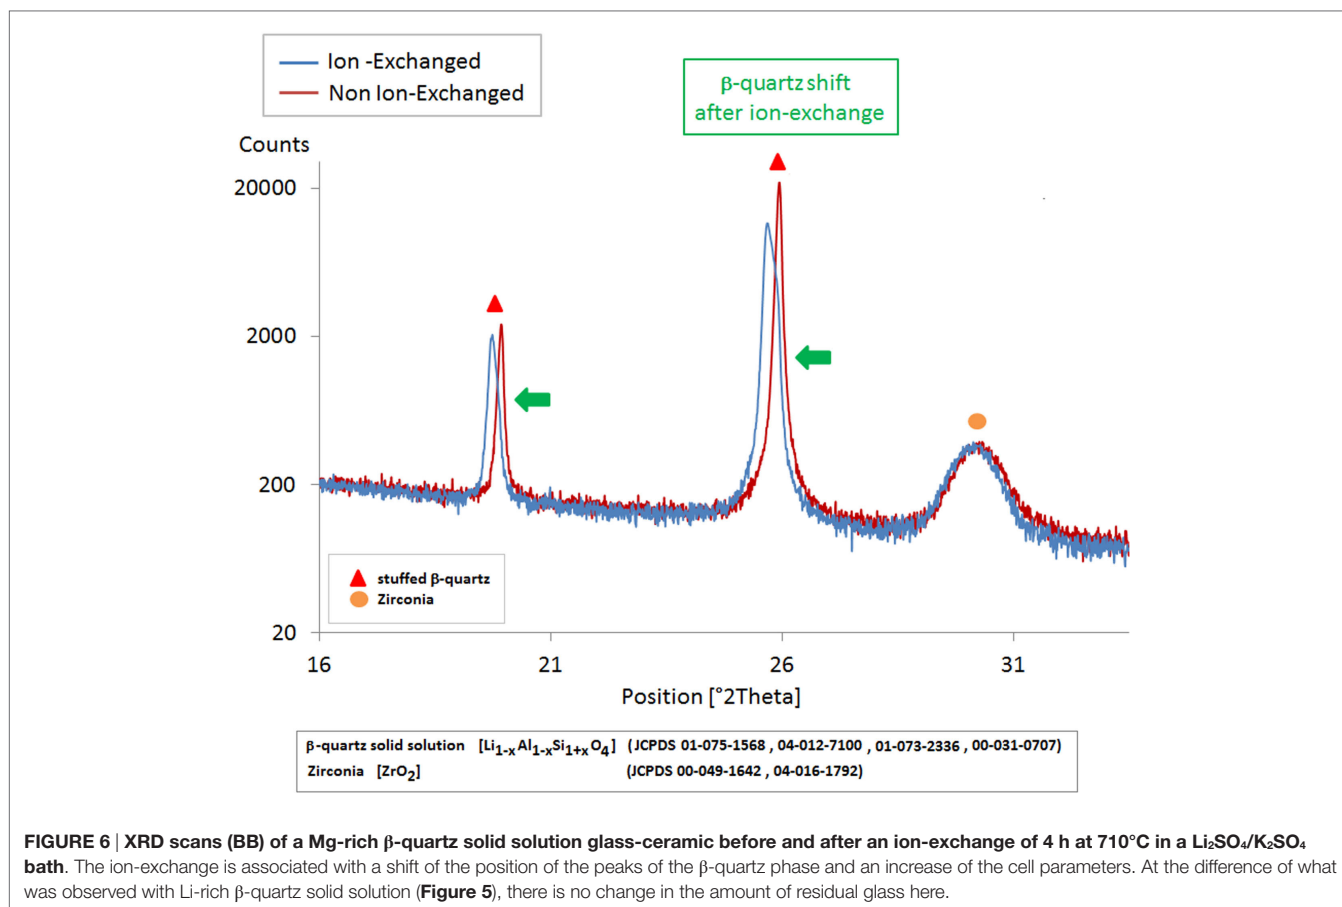 Ion -Exchanged
Non Ion-Exchanged
β-quartz shift
after ion-exchange
Counts
20000
2000
200
20
stuffed β-quartz
Zirconia
16 21 26 31
Position [°2Theta]
β-quartz solid solution [Li1-xAl1-xSi1+xO4] (JCPDS 01-075-1568 , 04-012-7100 , 01-073-2336 , 00-031-0707)
Zirconia [ZrO2] (JCPDS 00-049-1642 , 04-016-1792)
FIGURE 6 | XRD scans (BB) of a Mg-rich β-quartz solid solution glass-ceramic before and after an ion-exchange of 4 h at 710°C in a Li₂SO₄/K₂SO₄
bath. The ion-exchange is associated with a shift of the position of the peaks of the β-quartz phase and an increase of the cell parameters. At the difference of what
was observed with Li-rich β-quartz solid solution (Figure 5), there is no change in the amount of residual glass here.